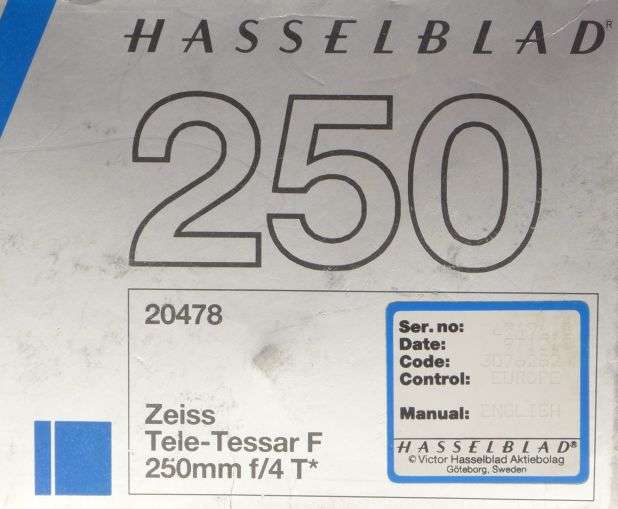 HASSELBLAD®
250
20478
Zeiss
Tele-Tessar F
250mm f/4 T*
Ser. no:
Date:
Code:
Control: EUROPE
Manual: ENGLISH
HASSELBLAD®
© Victor Hasselblad Aktiebolag
Göteborg, Sweden